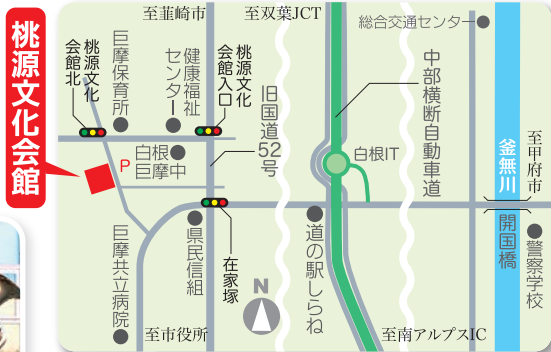 桃源文化会館
至韮崎市
至双葉JCT
総合交通センター
桃源文化
会館北
巨摩保育所
健康福祉
センター
桃源文化
会館入口
旧国道52号
中部横断自動車道
白根IT
釜無川
至甲府市
P
白根
巨摩中
巨摩共立病院
県民信組
在家塚
道の駅しらね
開国橋
警察学校
N
至市役所
至南アルプスIC